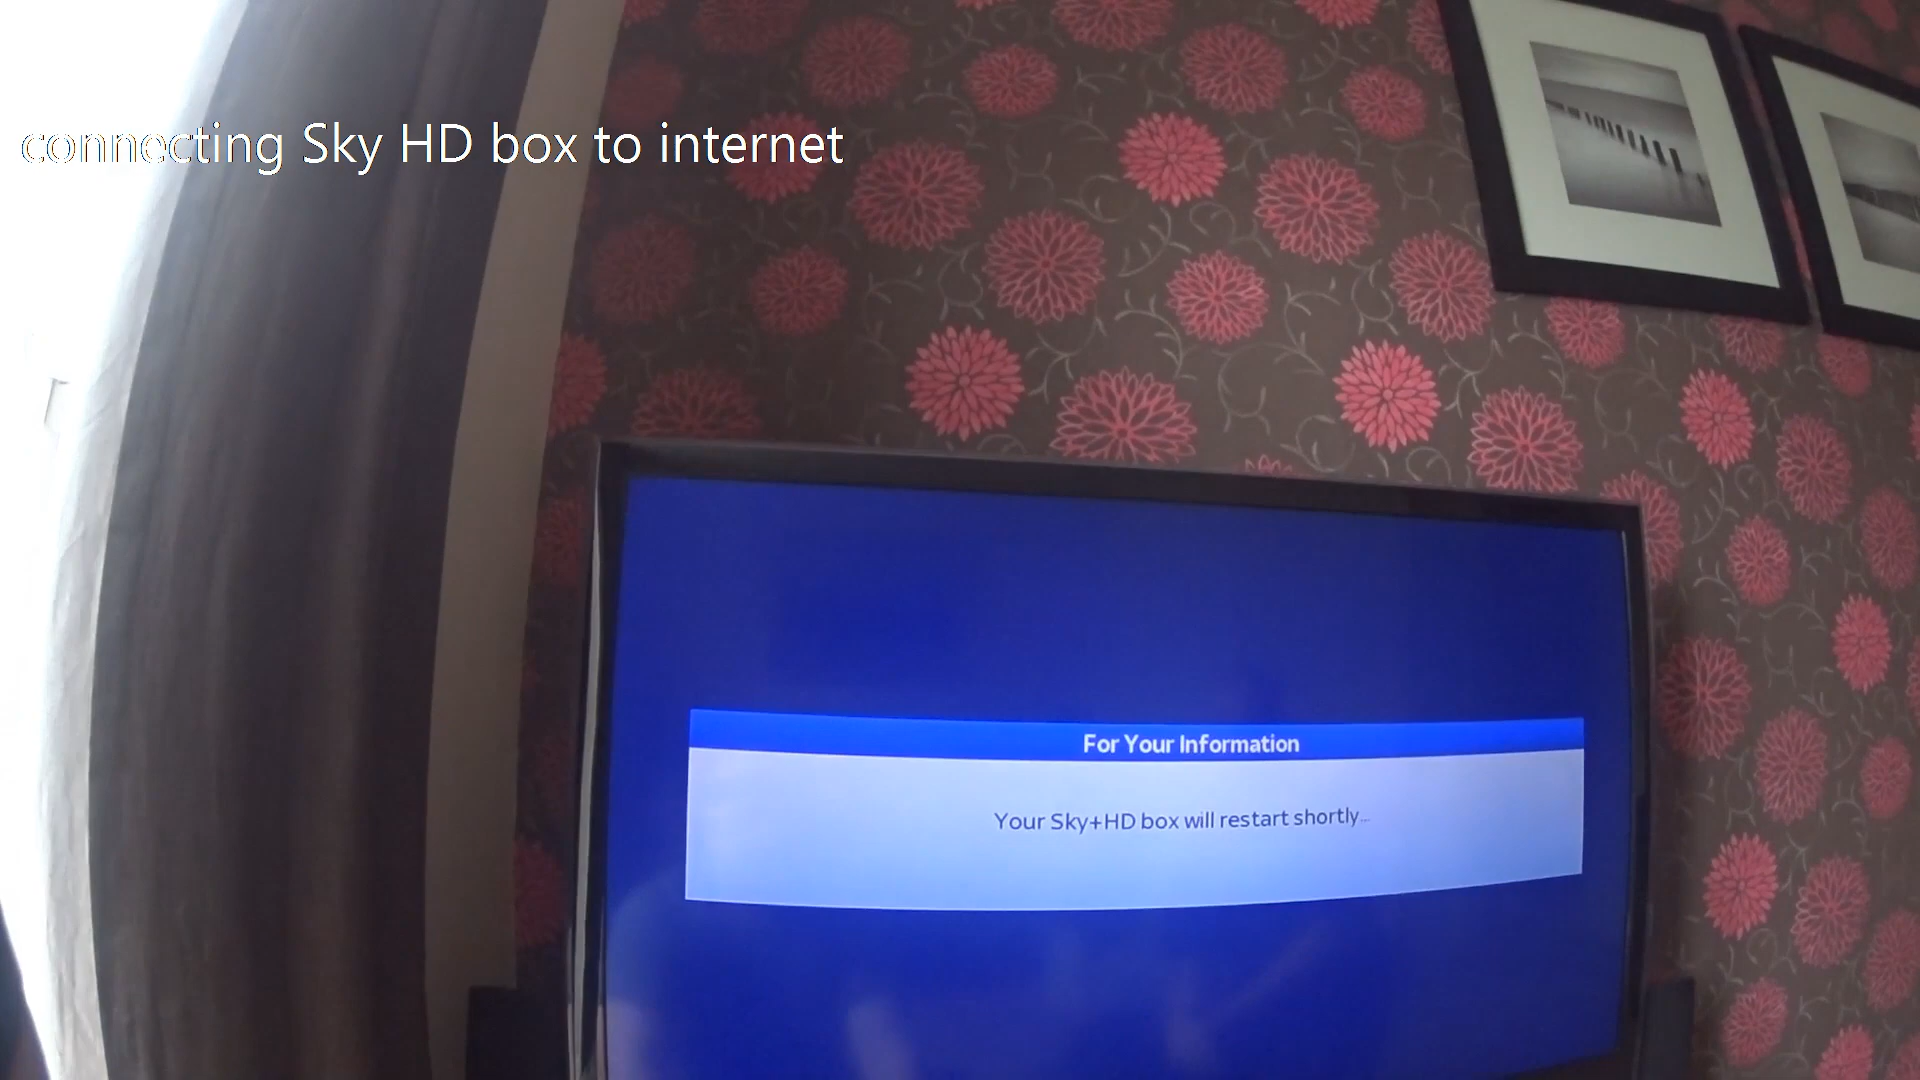 connecting Sky HD box to internet
For Your Information
Your Sky+HD box will restart shortly...